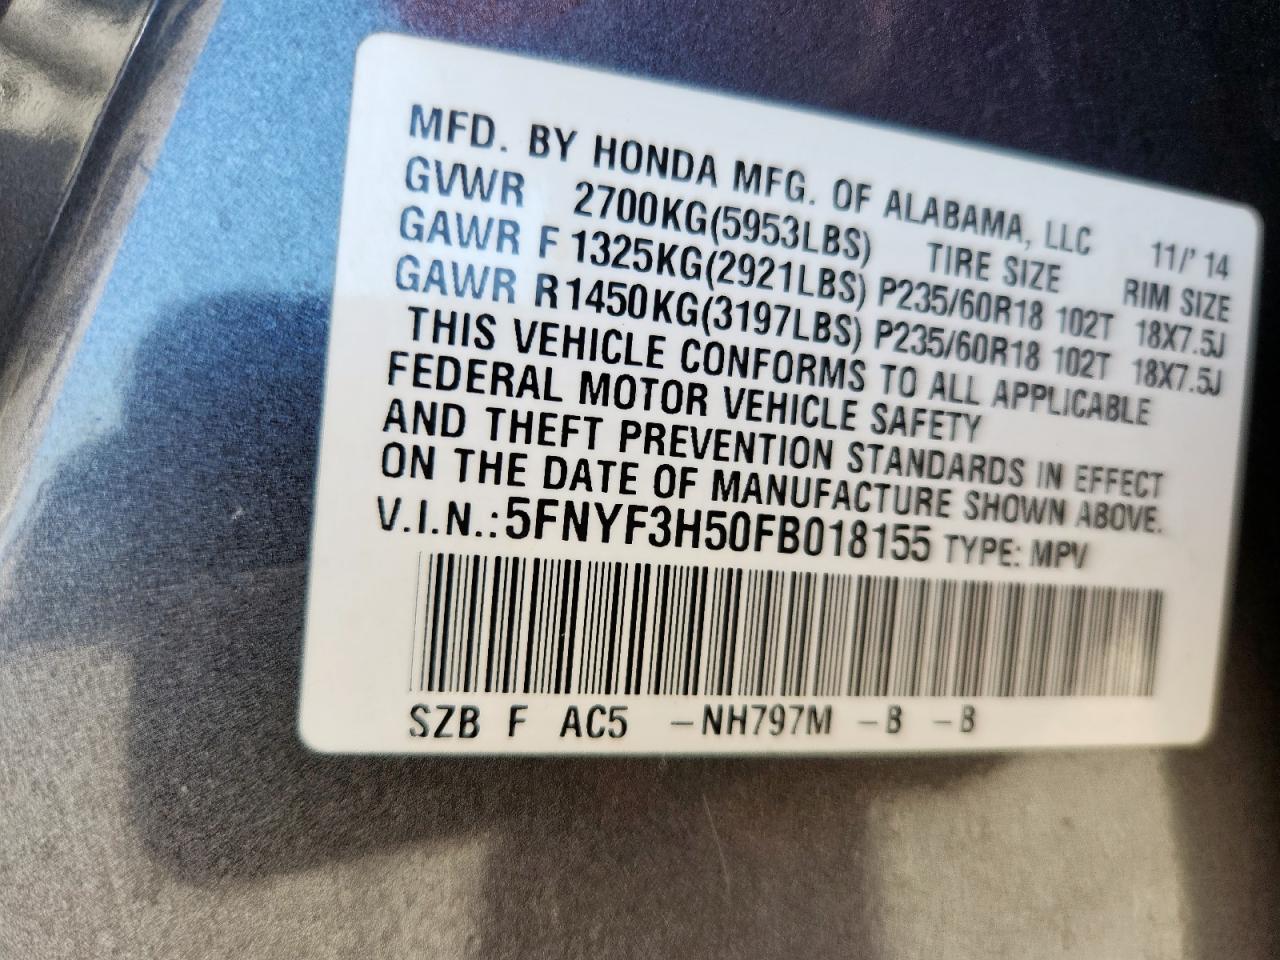 MFD. BY HONDA MFG. OF ALABAMA, LLC 11/' 14
GVWR 2700KG(5953LBS) TIRE SIZE RIM SIZE
GAWR F 1325KG(2921LBS) P235/60R18 102T 18X7.5J
GAWR R1450KG(3197LBS) P235/60R18 102T 18X7.5J
THIS VEHICLE CONFORMS TO ALL APPLICABLE
FEDERAL MOTOR VEHICLE SAFETY
AND THEFT PREVENTION STANDARDS IN EFFECT
ON THE DATE OF MANUFACTURE SHOWN ABOVE.
V.I.N.:5FNYF3H50FB018155 TYPE: MPV
SZB F AC5 -NH797M -B -B